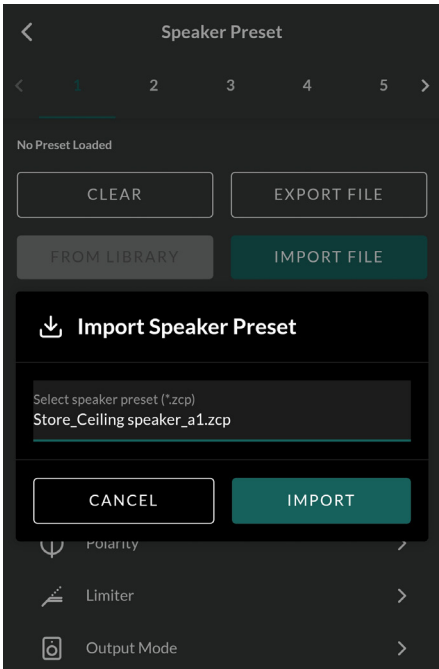 Speaker Preset
1 2 3 4 5
No Preset Loaded
CLEAR
EXPORT FILE
FROM LIBRARY
IMPORT FILE
Import Speaker Preset
Select speaker preset (*.zcp)
Store_Ceiling speaker_a1.zcp
CANCEL
IMPORT
Polarity
Limiter
Output Mode